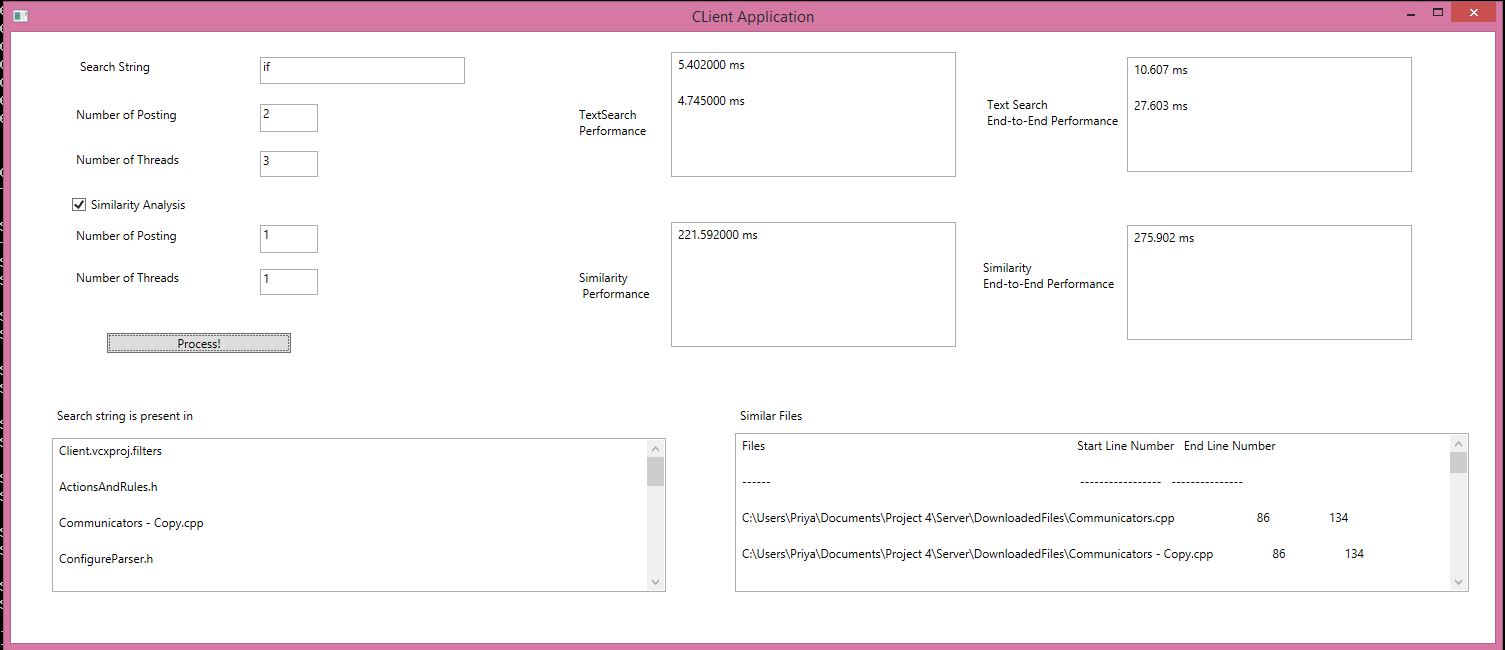 CLient Application
Search String
if
Number of Posting
2
Number of Threads
3
Similarity Analysis
Number of Posting
1
Number of Threads
1
Process!
TextSearch
Performance
5.402000 ms
4.745000 ms
Text Search
End-to-End Performance
10.607 ms
27.603 ms
Similarity
Performance
221.592000 ms
Similarity
End-to-End Performance
275.902 ms
Search string is present in
Client.vcxproj.filters
ActionsAndRules.h
Communicators - Copy.cpp
ConfigureParser.h
Similar Files
Files Start Line Number End Line Number
------ ----------------- ---------------
C:\Users\Priya\Documents\Project 4\Server\DownloadedFiles\Communicators.cpp 86 134
C:\Users\Priya\Documents\Project 4\Server\DownloadedFiles\Communicators - Copy.cpp 86 134